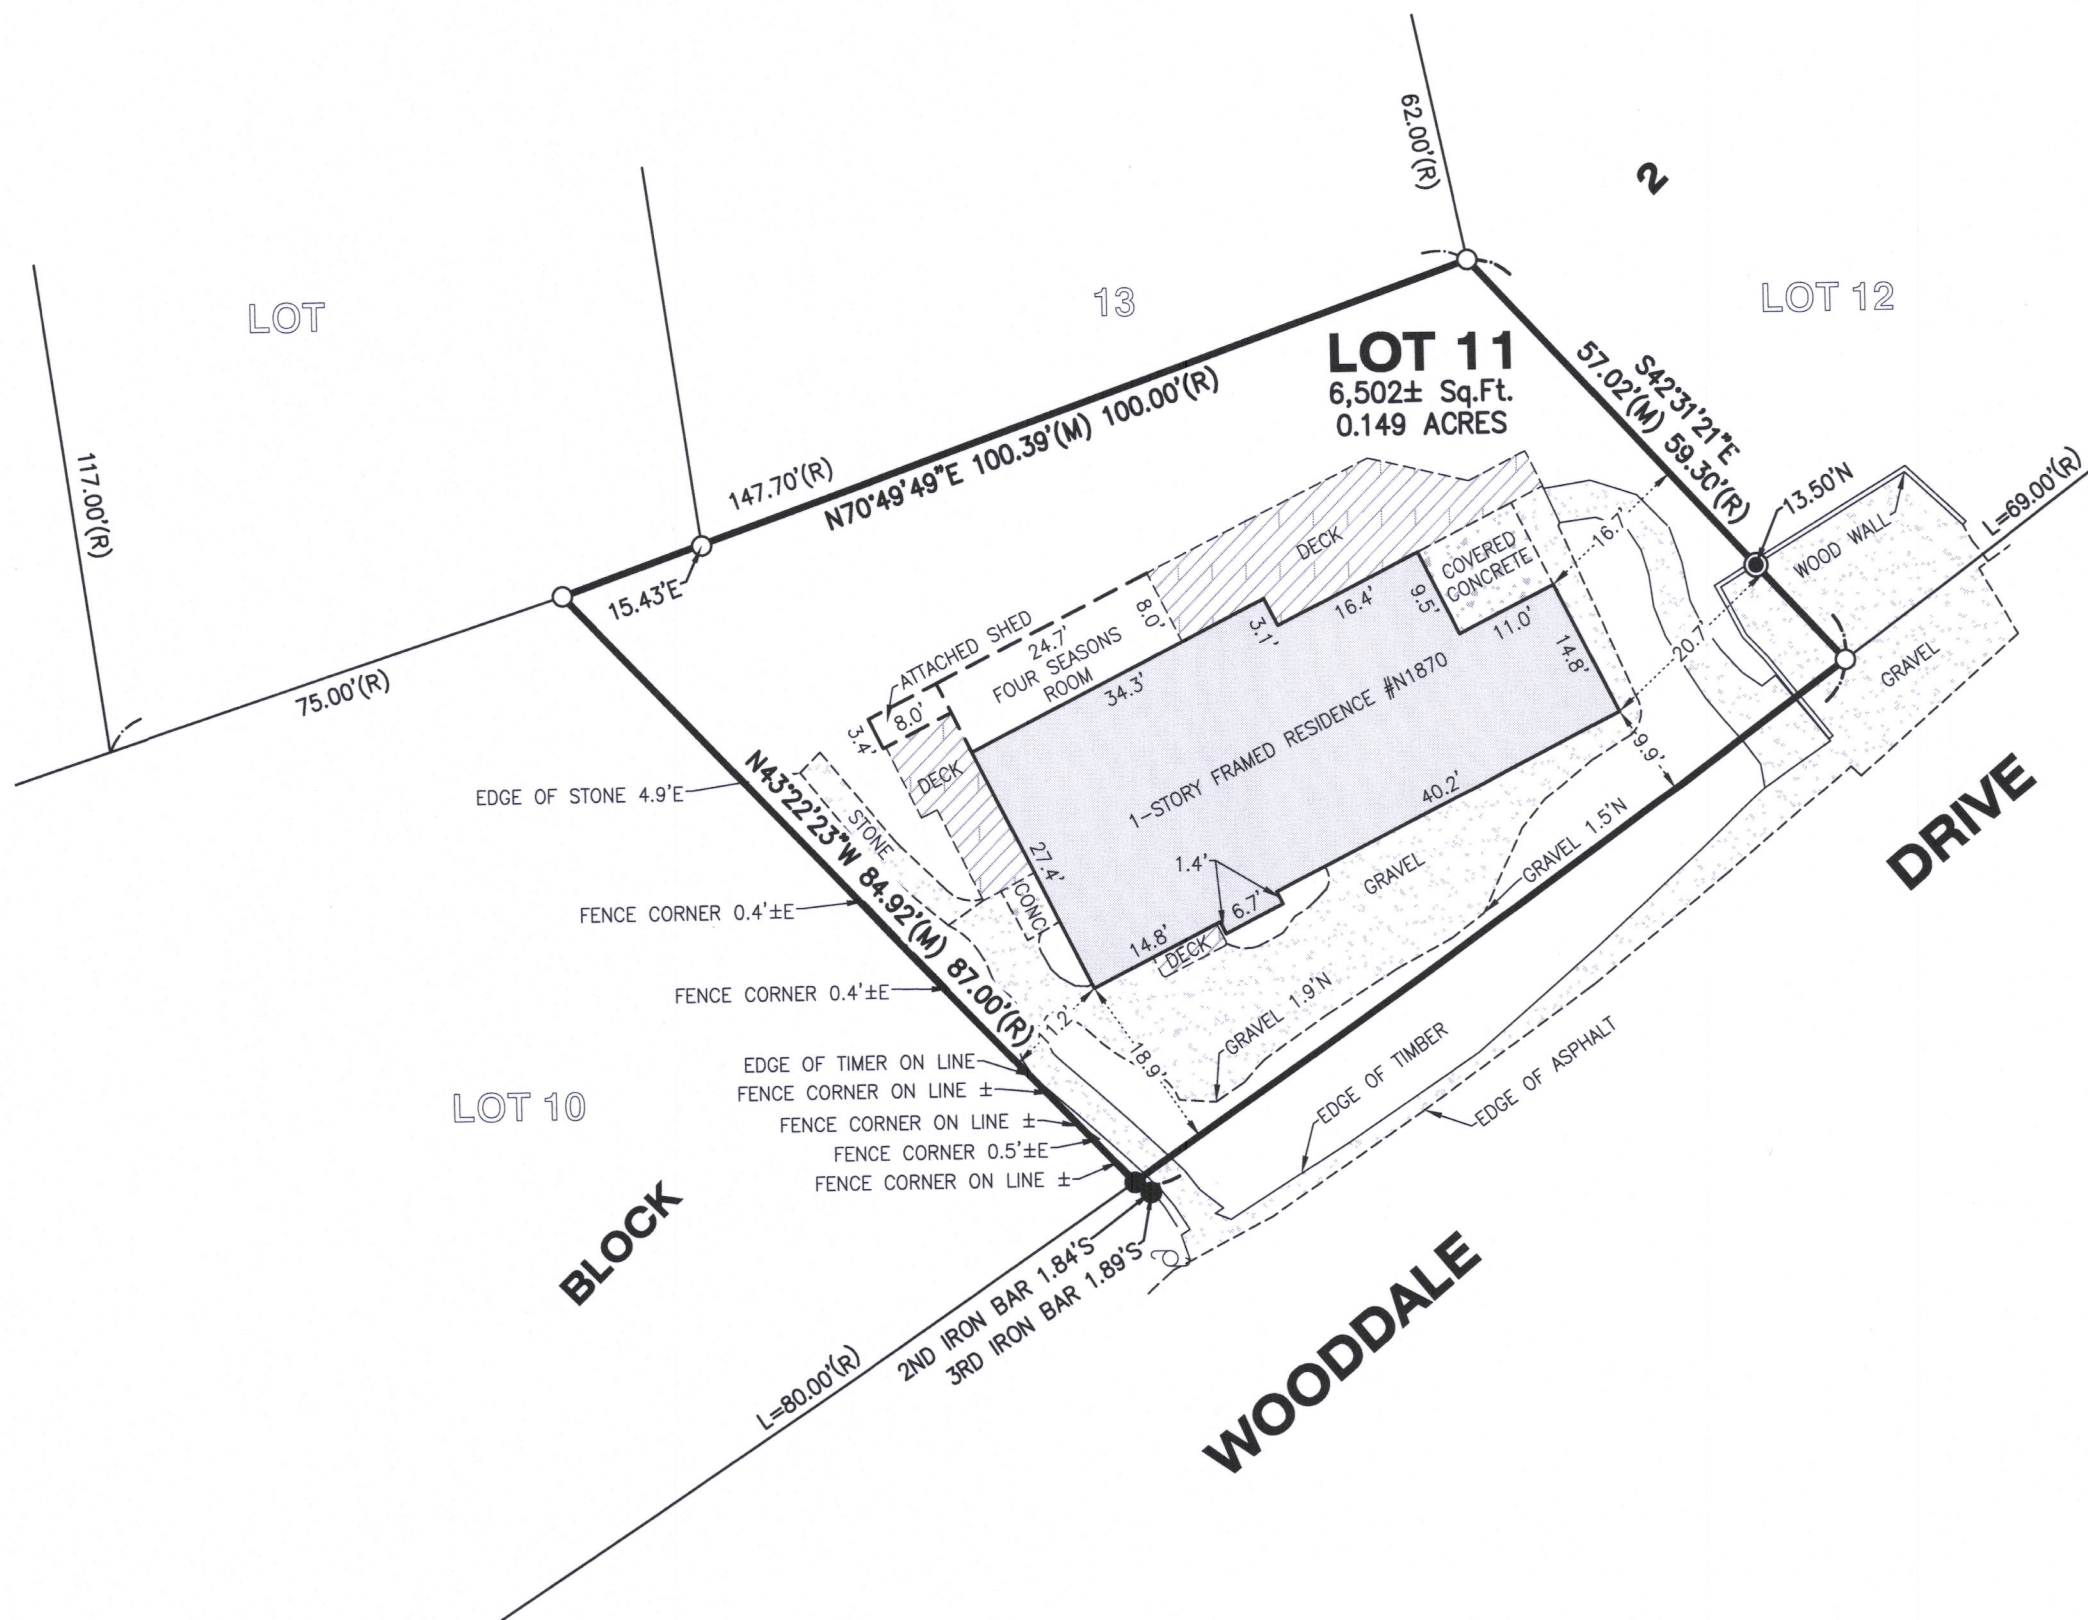 62.00'(R)
2
LOT
13
LOT 12
LOT 11
6,502± Sq.Ft.
0.149 ACRES
S42°31'21"E
57.02'(M) 59.30'(R)
117.00'(R)
147.70'(R)
N70°49'49"E 100.39'(M) 100.00'(R)
13.50'N
L=69.00'(R)
WOOD WALL
GRAVEL
15.43'E
75.00'(R)
DECK
COVERED
CONCRETE
16.7'
20.7'
ATTACHED SHED
24.7'
FOUR SEASONS
ROOM
8.0'
3.1'
16.4'
9.5'
11.0'
14.8'
34.3'
8.0'
3.4'
DECK
1-STORY FRAMED RESIDENCE #N1870
9.9'
40.2'
EDGE OF STONE 4.9'E
STONE
N43°22'23"W 84.92'(M) 87.00'(R)
27.4'
1.4'
6.7'
GRAVEL
GRAVEL 1.5'N
DRIVE
FENCE CORNER 0.4'±E
CONC
14.8'
DECK
FENCE CORNER 0.4'±E
11.2'
18.9'
GRAVEL 1.9'N
EDGE OF TIMBER
EDGE OF ASPHALT
EDGE OF TIMER ON LINE
FENCE CORNER ON LINE ±
FENCE CORNER ON LINE ±
FENCE CORNER 0.5'±E
FENCE CORNER ON LINE ±
LOT 10
BLOCK
2ND IRON BAR 1.84'S
3RD IRON BAR 1.89'S
L=80.00'(R)
WOODDALE